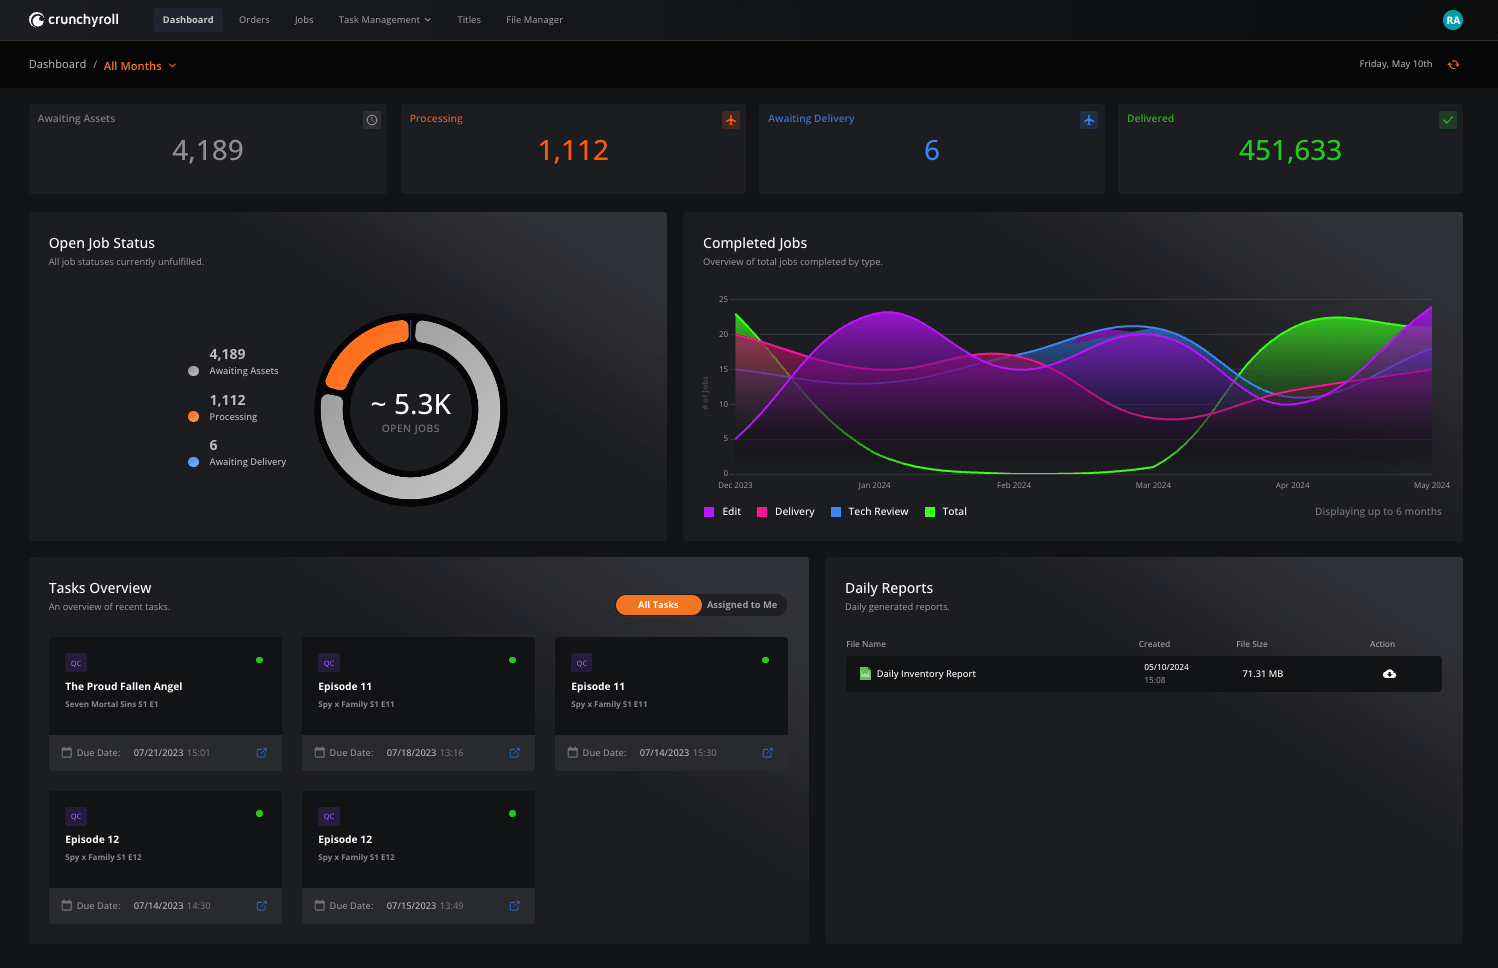 crunchyroll
Dashboard
Orders
Jobs
Task Management
Titles
File Manager
RA
Dashboard / All Months
Friday, May 10th
Awaiting Assets
4,189
Processing
1,112
Awaiting Delivery
6
Delivered
451,633
Open Job Status
All job statuses currently unfulfilled.
4,189
Awaiting Assets
1,112
Processing
6
Awaiting Delivery
~ 5.3K
OPEN JOBS
Completed Jobs
Overview of total jobs completed by type.
# of Jobs
25
20
15
10
5
0
Dec 2023
Jan 2024
Feb 2024
Mar 2024
Apr 2024
May 2024
Edit
Delivery
Tech Review
Total
Displaying up to 6 months
Tasks Overview
An overview of recent tasks.
All Tasks
Assigned to Me
QC
The Proud Fallen Angel
Seven Mortal Sins S1 E1
Due Date: 07/21/2023 15:01
QC
Episode 11
Spy x Family S1 E11
Due Date: 07/18/2023 13:16
QC
Episode 11
Spy x Family S1 E11
Due Date: 07/14/2023 15:30
QC
Episode 12
Spy x Family S1 E12
Due Date: 07/14/2023 14:30
QC
Episode 12
Spy x Family S1 E12
Due Date: 07/15/2023 13:49
Daily Reports
Daily generated reports.
File Name
Created
File Size
Action
Daily Inventory Report
05/10/2024
15:08
71.31 MB